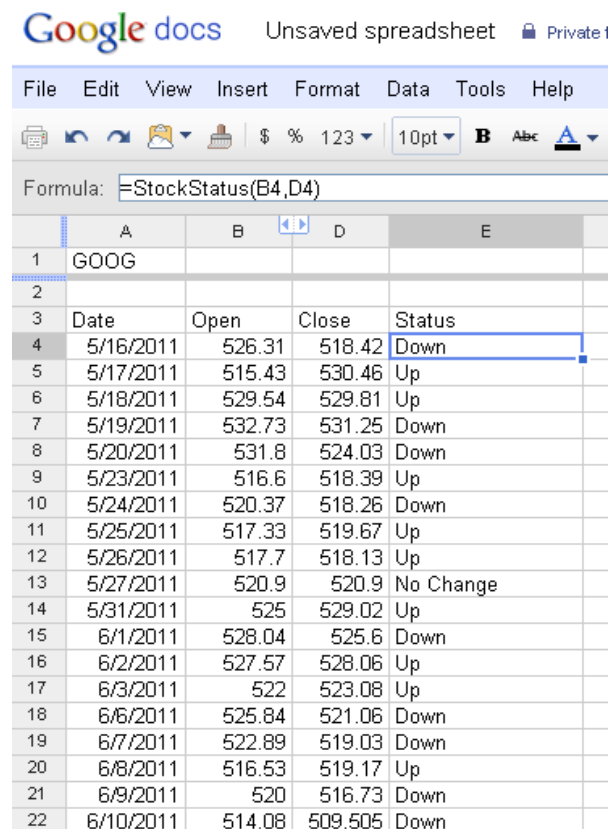 Google docs Unsaved spreadsheet Private
File Edit View Insert Format Data Tools Help
$ % 123 10pt B Abc A
Formula: =StockStatus(B4,D4)
A B D E
1 GOOG
2
3 Date Open Close Status
4 5/16/2011 526.31 518.42 Down
5 5/17/2011 515.43 530.46 Up
6 5/18/2011 529.54 529.81 Up
7 5/19/2011 532.73 531.25 Down
8 5/20/2011 531.8 524.03 Down
9 5/23/2011 516.6 518.39 Up
10 5/24/2011 520.37 518.26 Down
11 5/25/2011 517.33 519.67 Up
12 5/26/2011 517.7 518.13 Up
13 5/27/2011 520.9 520.9 No Change
14 5/31/2011 525 529.02 Up
15 6/1/2011 528.04 525.6 Down
16 6/2/2011 527.57 528.06 Up
17 6/3/2011 522 523.08 Up
18 6/6/2011 525.84 521.06 Down
19 6/7/2011 522.89 519.03 Down
20 6/8/2011 516.53 519.17 Up
21 6/9/2011 520 516.73 Down
22 6/10/2011 514.08 509.505 Down